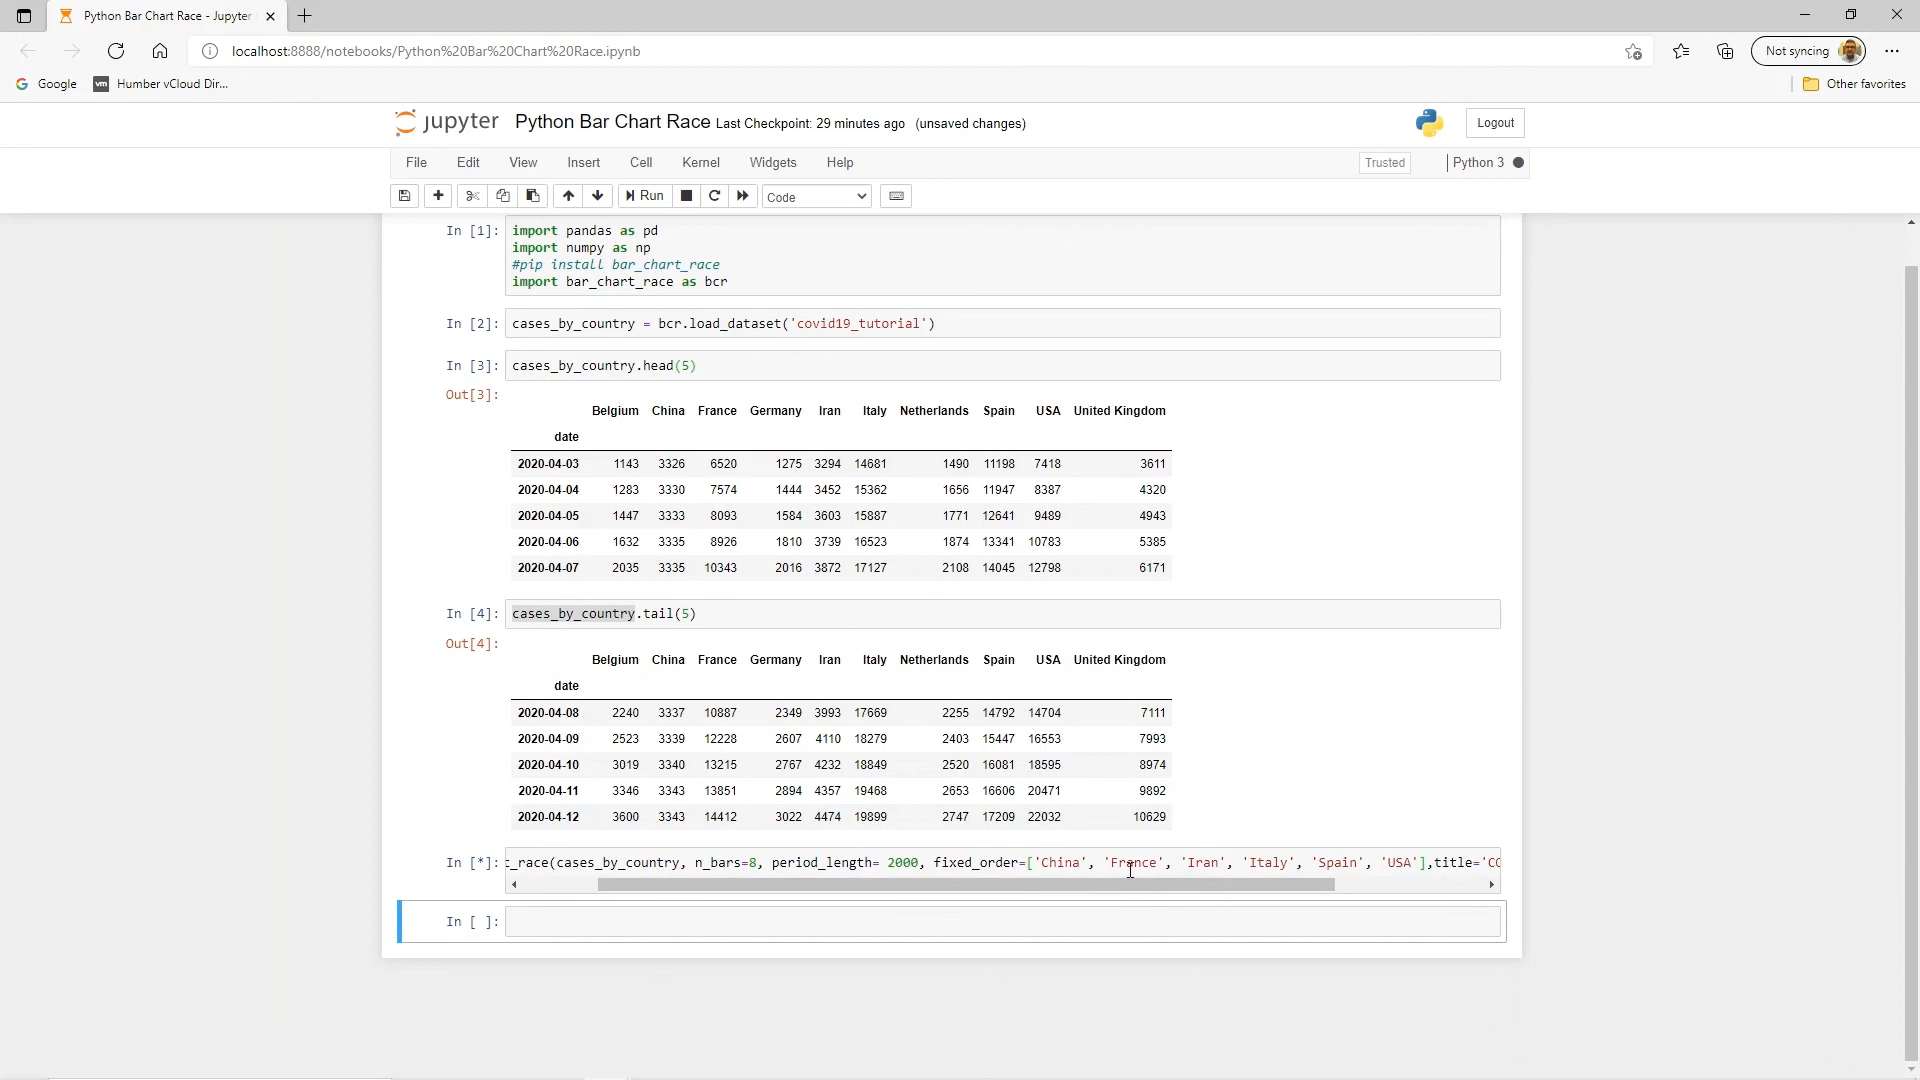 Python Bar Chart Race - Jupyter
localhost:8888/notebooks/Python%20Bar%20Chart%20Race.ipynb
Not syncing
Google
Humber vCloud Dir...
Other favorites
jupyter Python Bar Chart Race Last Checkpoint: 29 minutes ago (unsaved changes)
Logout
File Edit View Insert Cell Kernel Widgets Help
Trusted
Python 3
Run
Code
In [1]: import pandas as pd
import numpy as np
#pip install bar_chart_race
import bar_chart_race as bcr
In [2]: cases_by_country = bcr.load_dataset('covid19_tutorial')
In [3]: cases_by_country.head(5)
Out[3]:
Belgium China France Germany Iran Italy Netherlands Spain USA United Kingdom
date
2020-04-03 1143 3326 6520 1275 3294 14681 1490 11198 7418 3611
2020-04-04 1283 3330 7574 1444 3452 15362 1656 11947 8387 4320
2020-04-05 1447 3333 8093 1584 3603 15887 1771 12641 9489 4943
2020-04-06 1632 3335 8926 1810 3739 16523 1874 13341 10783 5385
2020-04-07 2035 3335 10343 2016 3872 17127 2108 14045 12798 6171
In [4]: cases_by_country.tail(5)
Out[4]:
Belgium China France Germany Iran Italy Netherlands Spain USA United Kingdom
date
2020-04-08 2240 3337 10887 2349 3993 17669 2255 14792 14704 7111
2020-04-09 2523 3339 12228 2607 4110 18279 2403 15447 16553 7993
2020-04-10 3019 3340 13215 2767 4232 18849 2520 16081 18595 8974
2020-04-11 3346 3343 13851 2894 4357 19468 2653 16606 20471 9892
2020-04-12 3600 3343 14412 3022 4474 19899 2747 17209 22032 10629
In [*]: t_race(cases_by_country, n_bars=8, period_length= 2000, fixed_order=['China', 'France', 'Iran', 'Italy', 'Spain', 'USA'],title='CO
In [ ]: